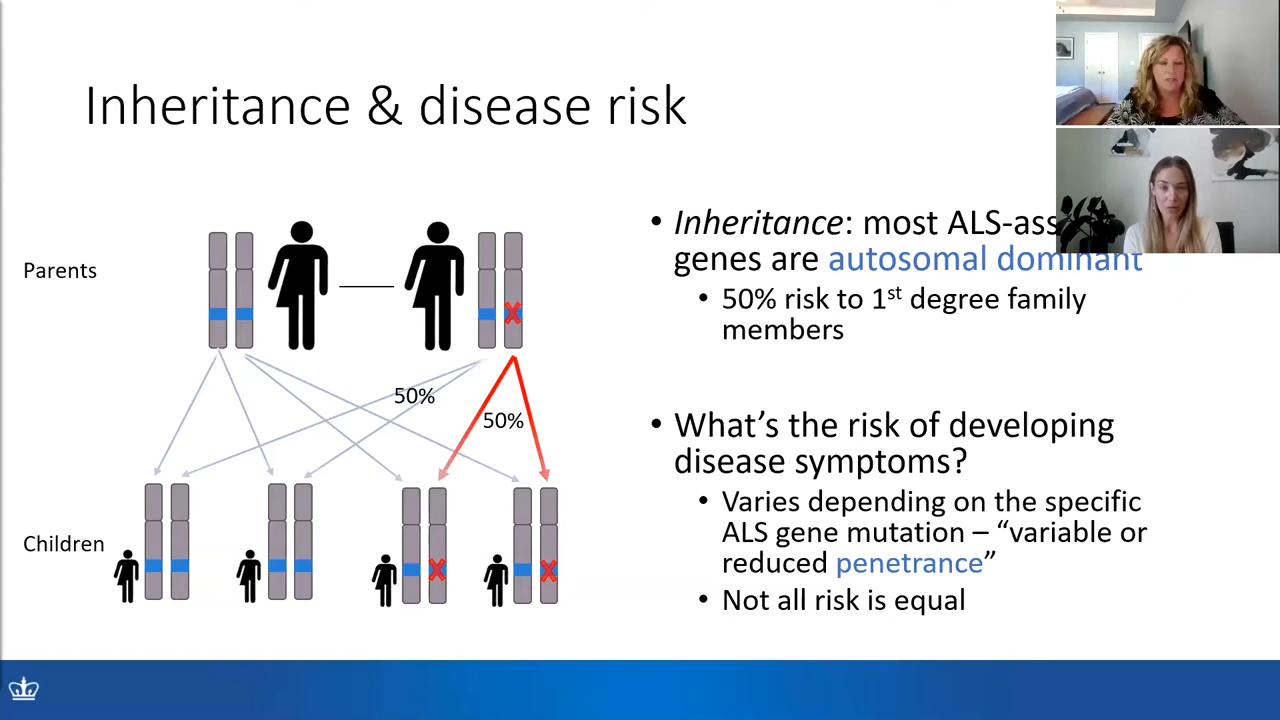 Inheritance & disease risk
Parents
50%
50%
Children
• Inheritance: most ALS-ass
genes are autosomal dominant
• 50% risk to 1st degree family
members
• What’s the risk of developing
disease symptoms?
• Varies depending on the specific
ALS gene mutation – “variable or
reduced penetrance”
• Not all risk is equal